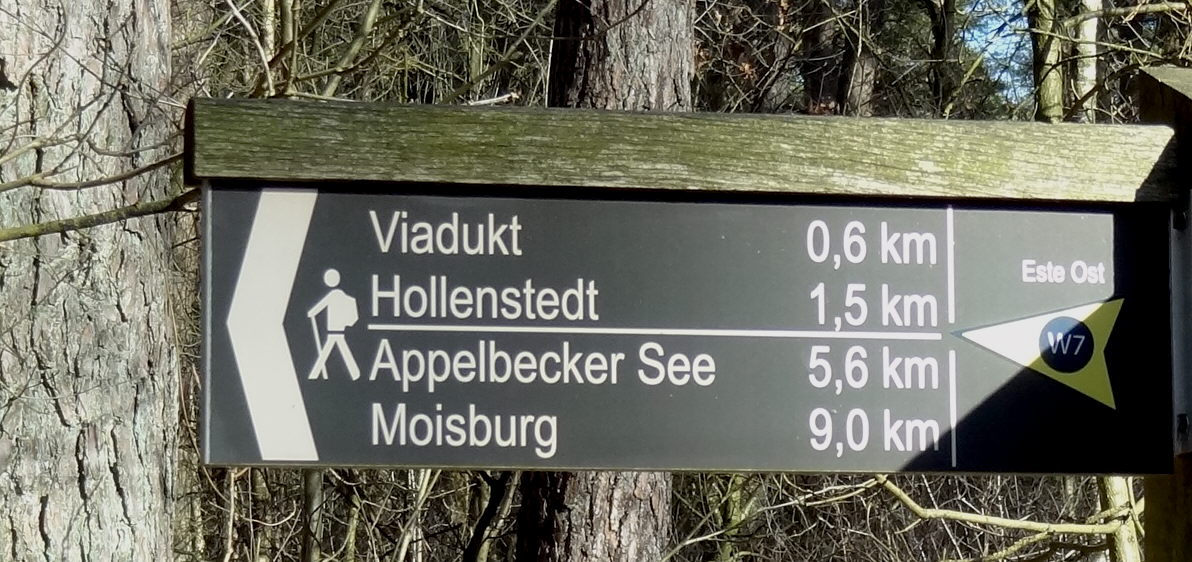 Viadukt 0,6 km
Hollenstedt 1,5 km
Appelbecker See 5,6 km
Moisburg 9,0 km
Este Ost
W7